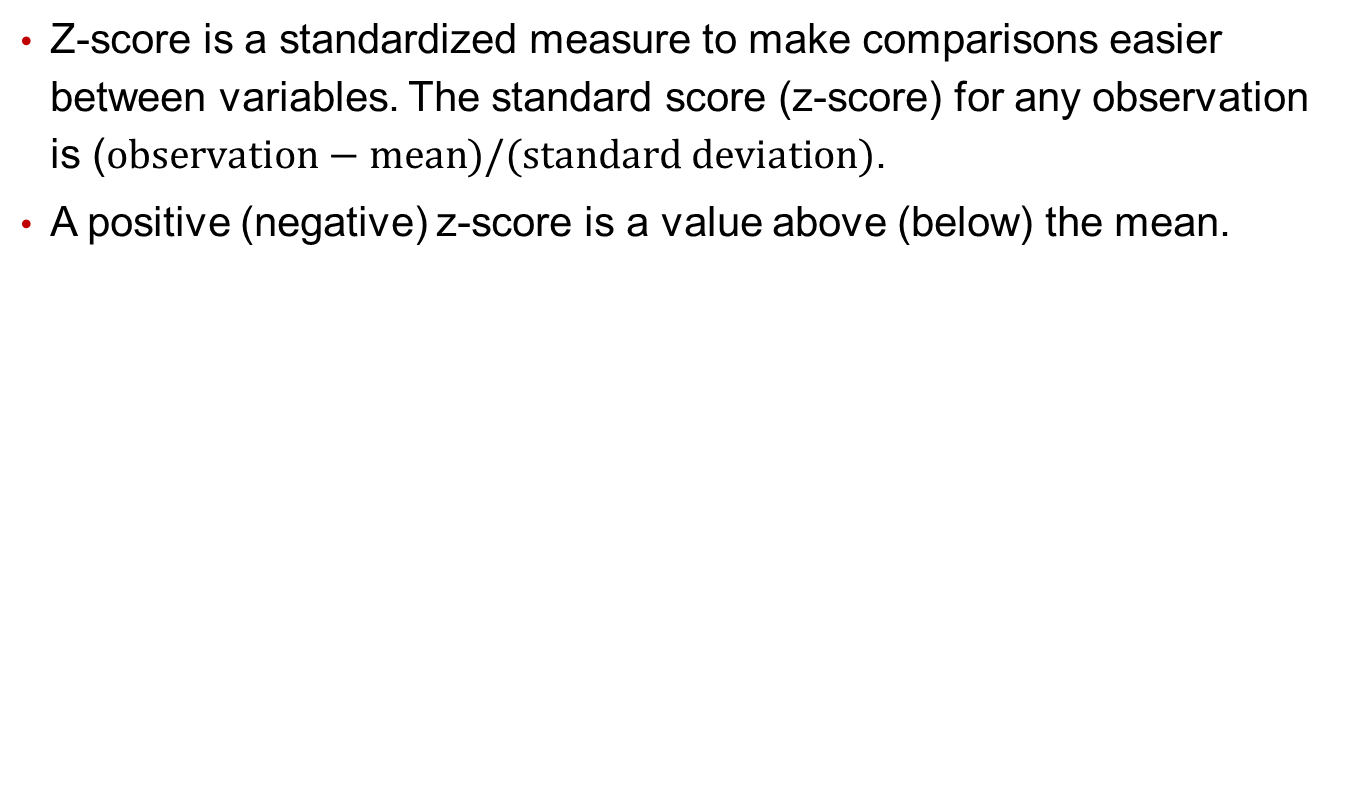 • Z-score is a standardized measure to make comparisons easier
between variables. The standard score (z-score) for any observation
is (observation − mean)/(standard deviation).
• A positive (negative) z-score is a value above (below) the mean.